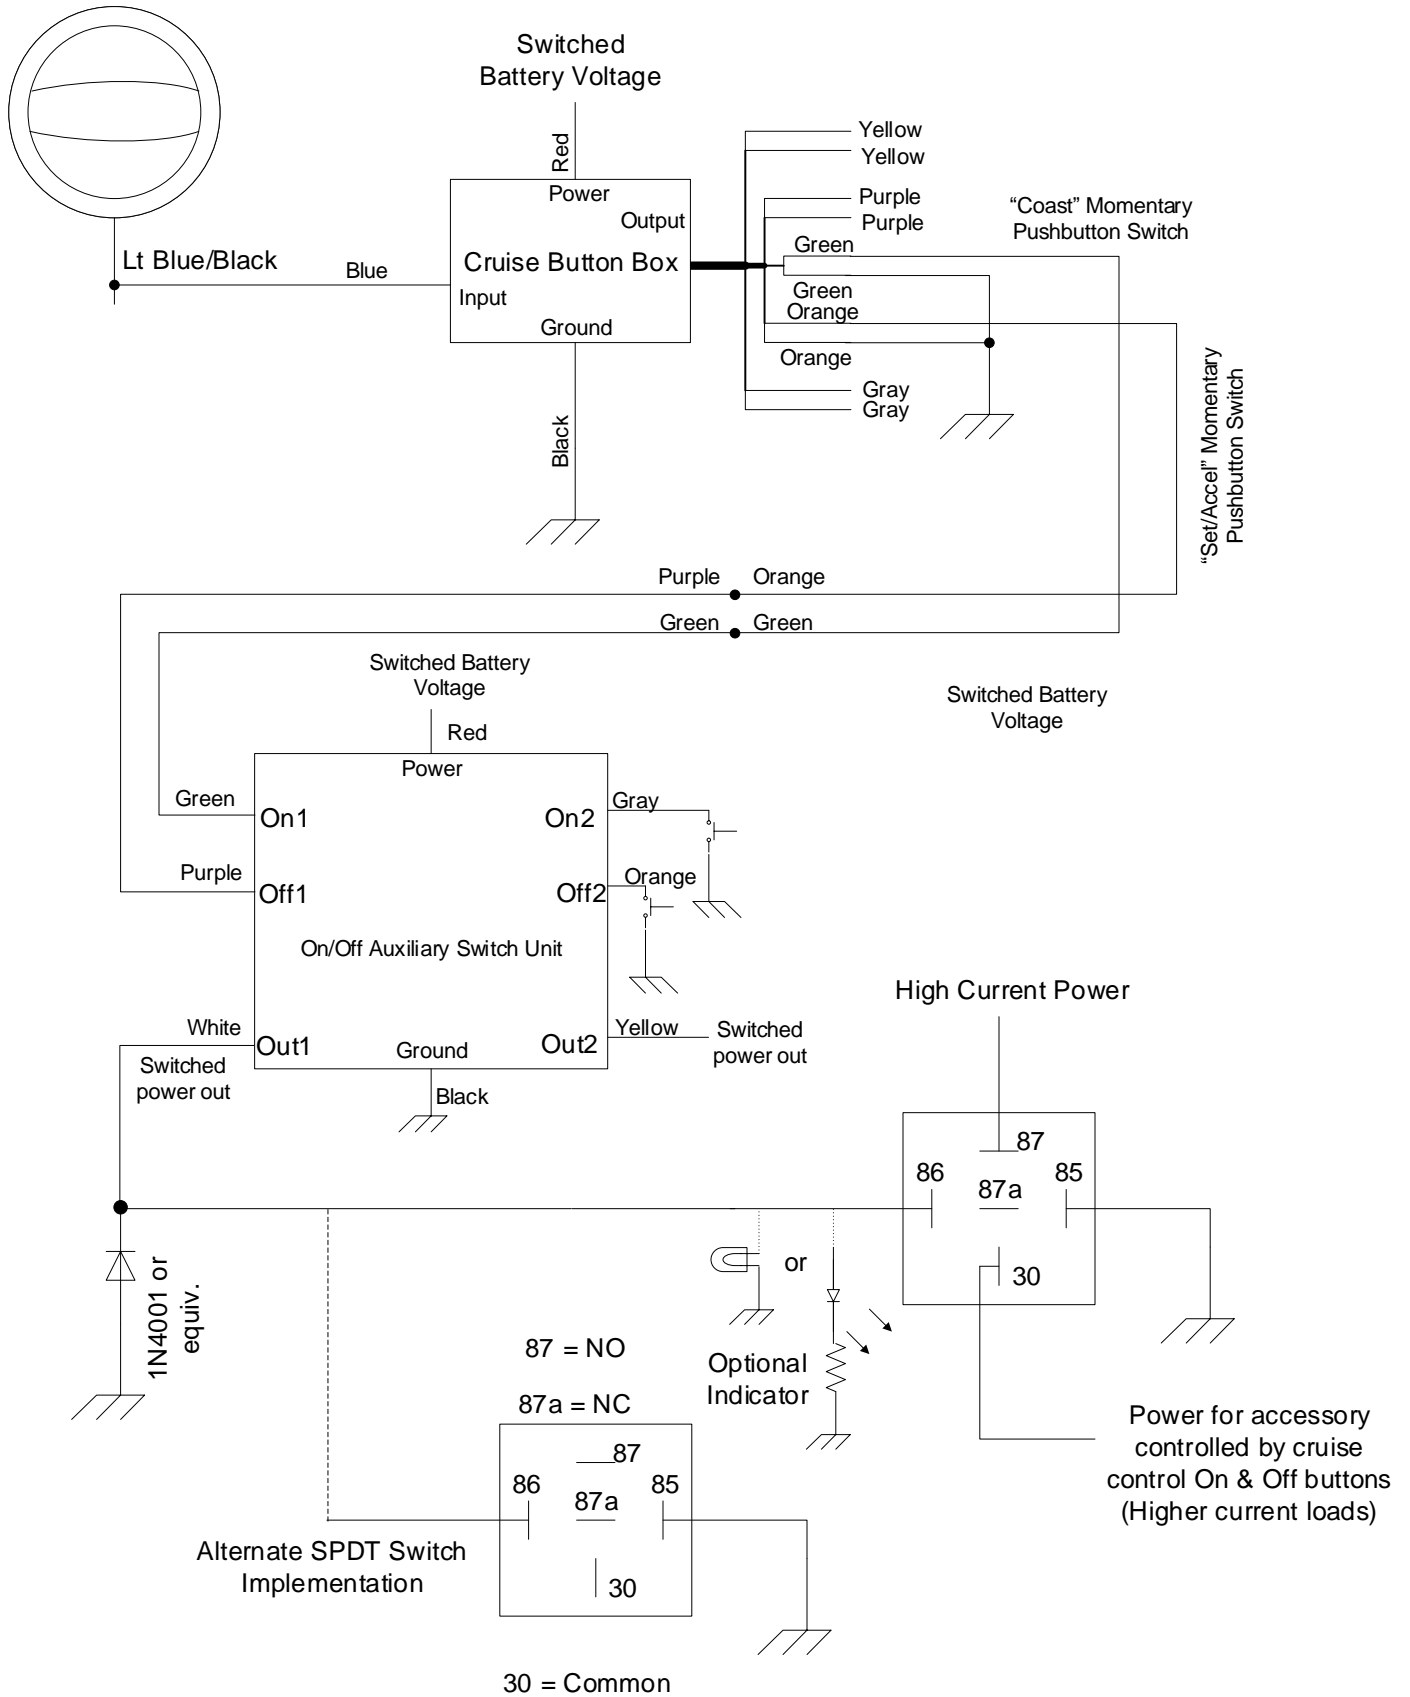 Switched
Battery Voltage
Red
Power
Output
Cruise Button Box
Input
Ground
Black
Lt Blue/Black
Blue
Yellow
Yellow
Purple
Purple
Green
Green
Orange
Orange
Gray
Gray
“Coast” Momentary
Pushbutton Switch
“Set/Accel” Momentary
Pushbutton Switch
Purple
Orange
Green
Green
Switched Battery
Voltage
Red
Switched Battery
Voltage
Power
Green
On1
On2
Gray
Purple
Off1
Off2
Orange
On/Off Auxiliary Switch Unit
White
Out1
Ground
Out2
Yellow
Switched
power out
Switched
power out
Black
High Current Power
87
86
87a
85
30
1N4001 or
equiv.
or
Optional
Indicator
87 = NO
87a = NC
87
86
87a
85
30
Alternate SPDT Switch
Implementation
Power for accessory
controlled by cruise
control On & Off buttons
(Higher current loads)
30 = Common